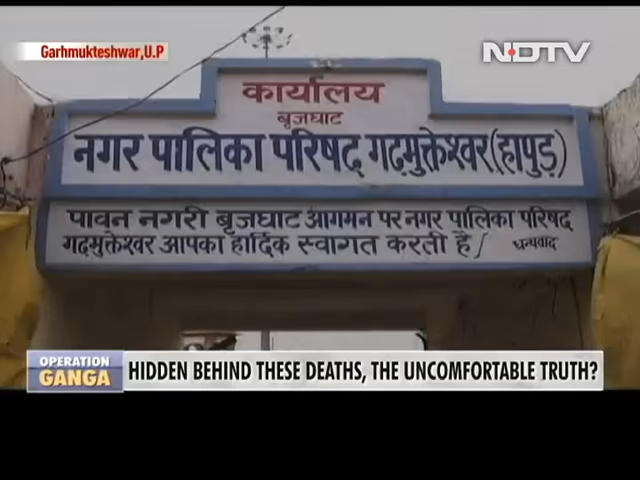 Garhmukteshwar,U.P
NDTV
कार्यालय
बृजघाट
नगर पालिका परिषद् गढ़मुक्तेश्वर(हापुड़)
पावन नगरी बृजघाट आगमन पर नगर पालिका परिषद
गढ़मुक्तेश्वर आपका हार्दिक स्वागत करती है/ धन्यवाद
OPERATION
GANGA
HIDDEN BEHIND THESE DEATHS, THE UNCOMFORTABLE TRUTH?